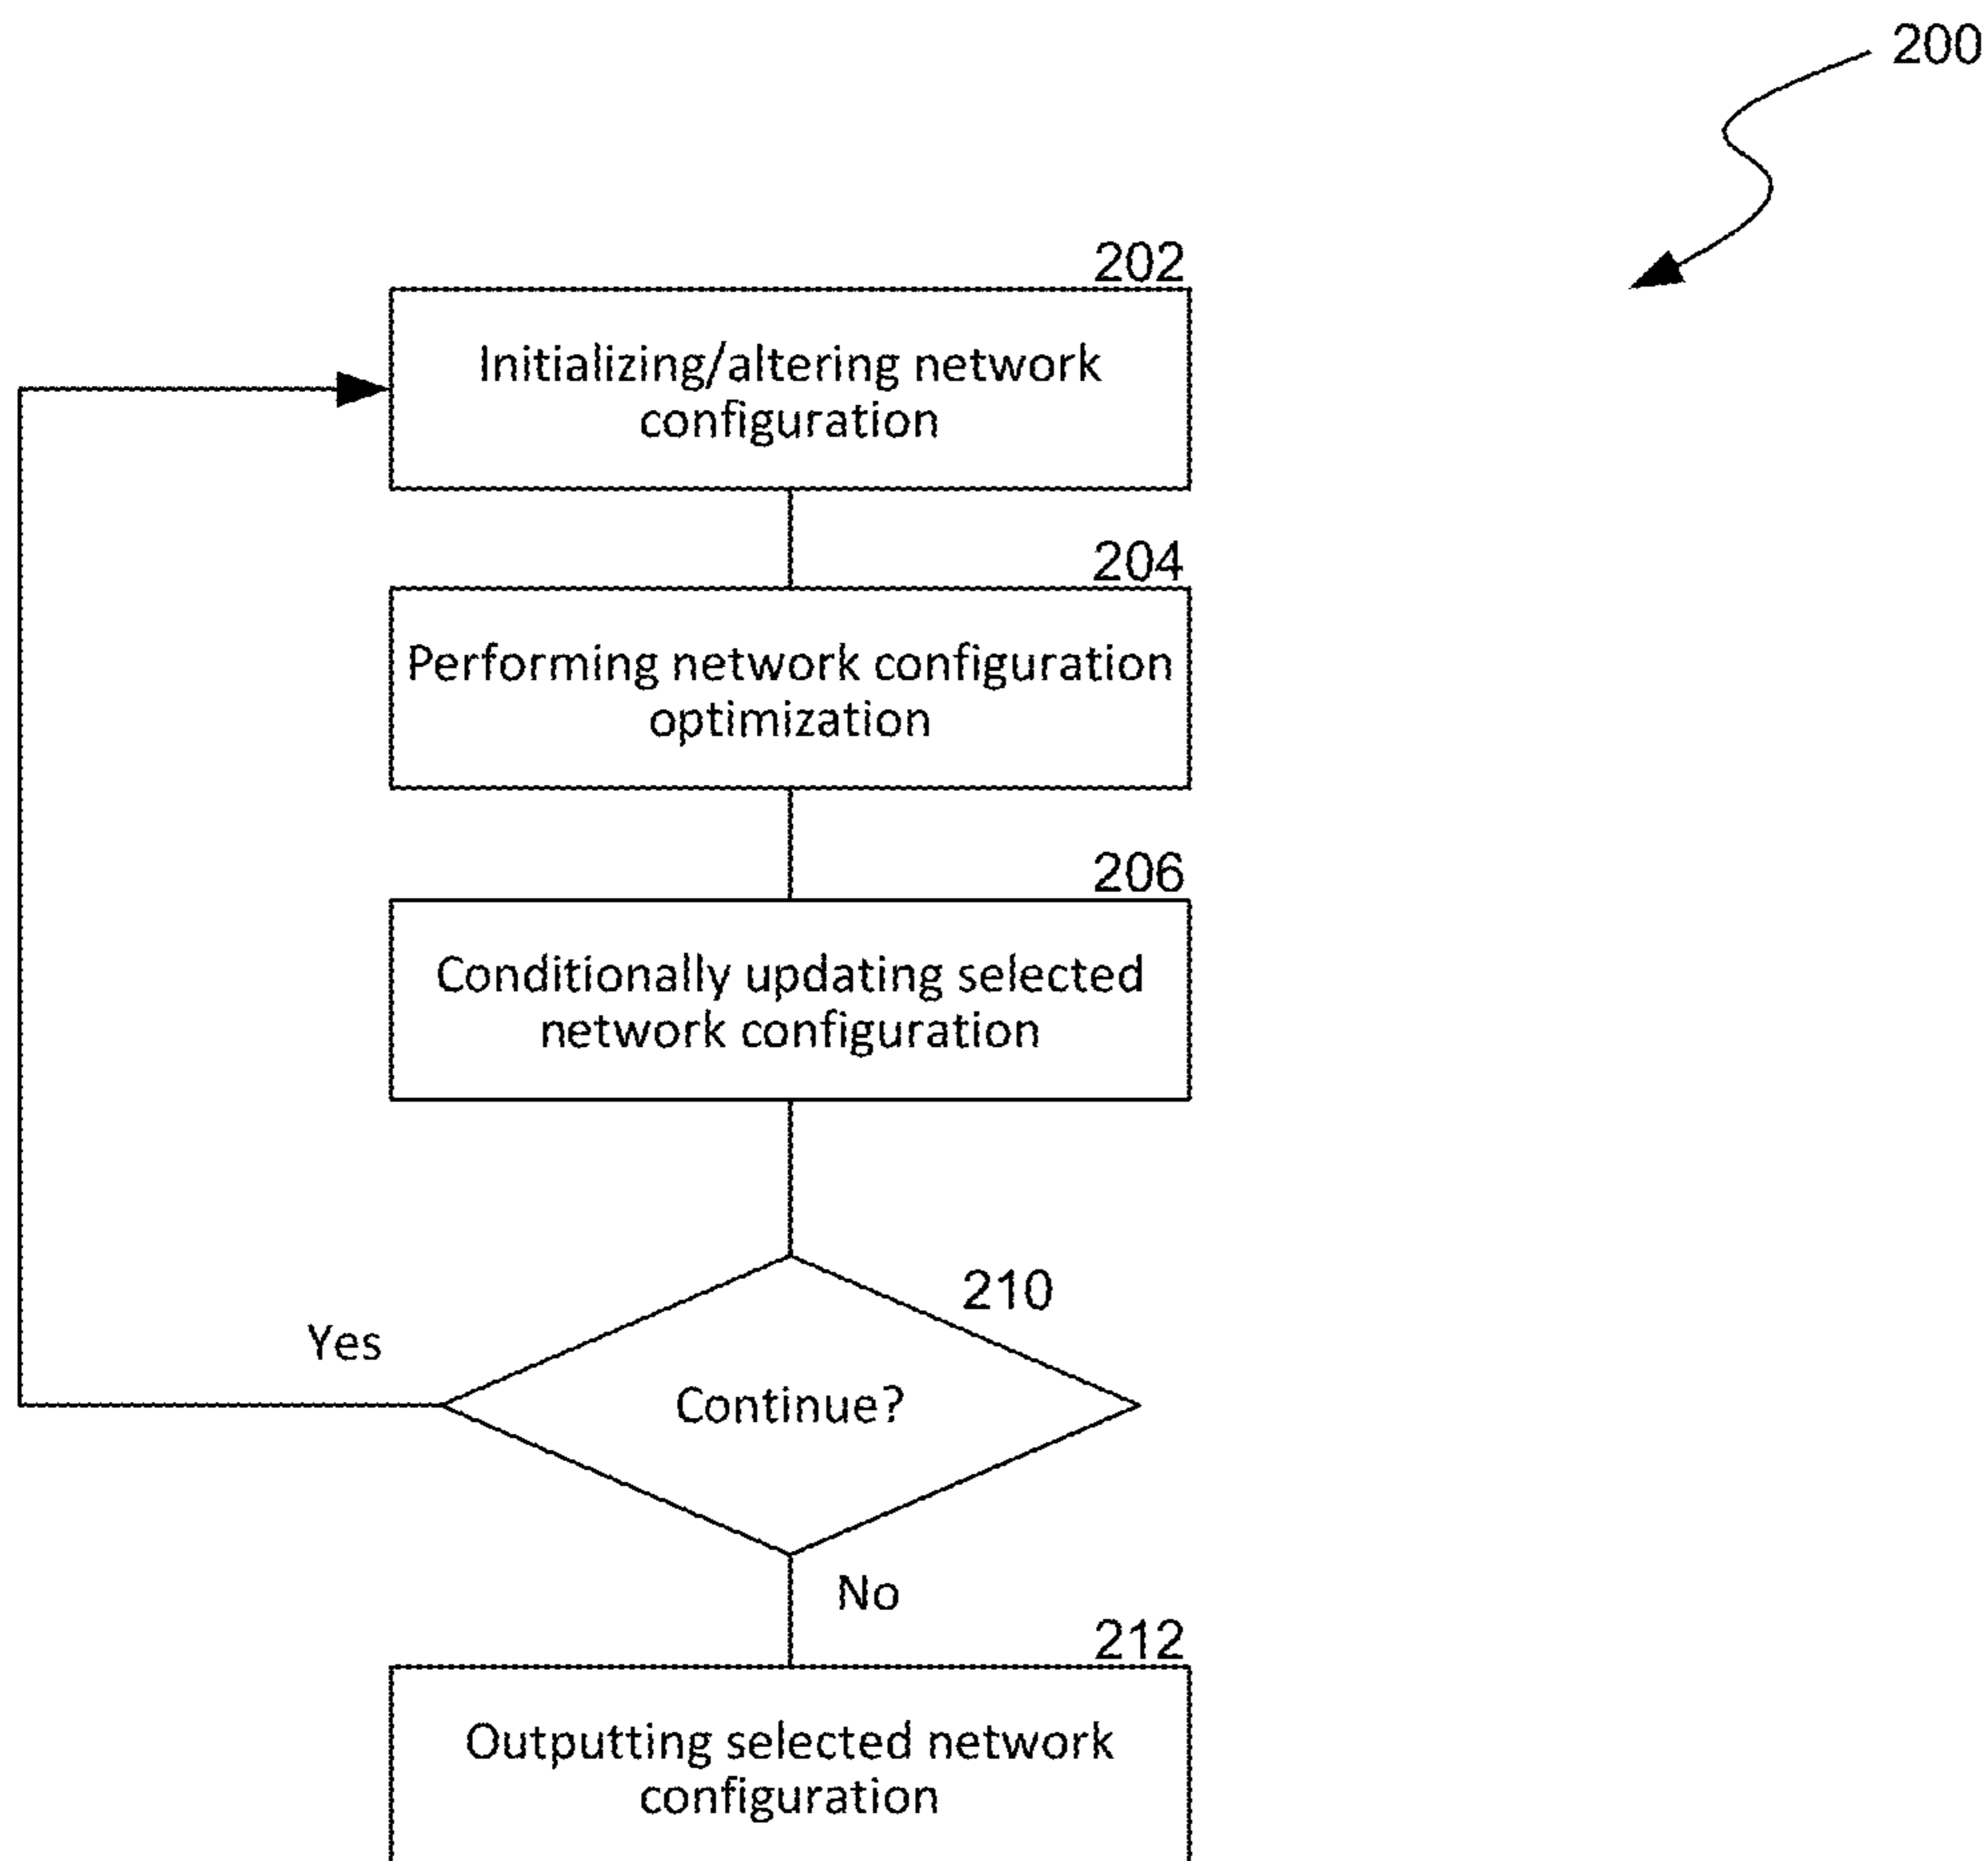 200
202
Initializing/altering network
configuration
204
Performing network configuration
optimization
206
Conditionally updating selected
network configuration
210
Yes
Continue?
No
212
Outputting selected network
configuration